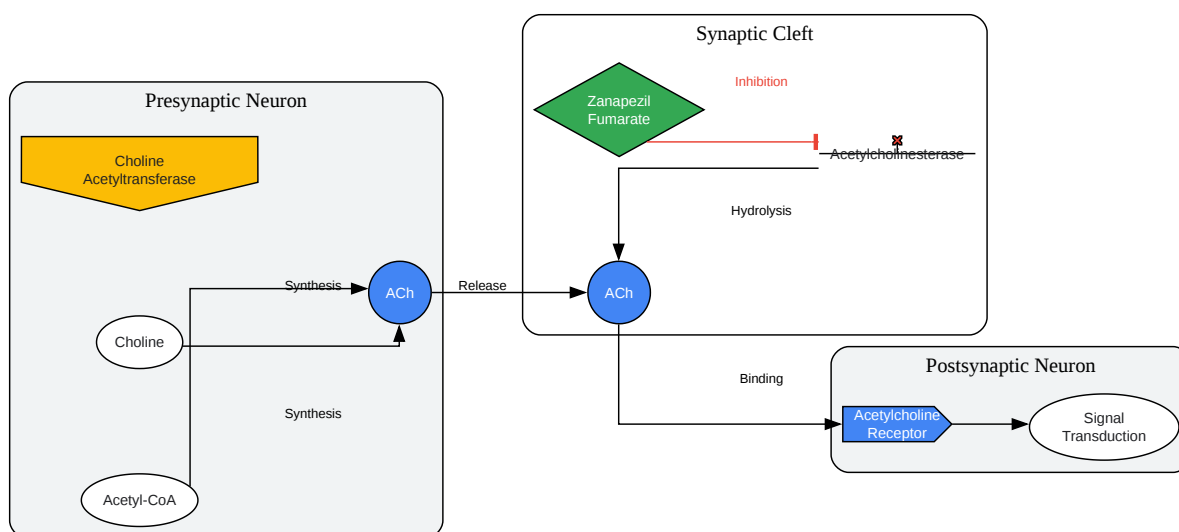 Synaptic Cleft
Inhibition
Zanapezil
Fumarate
Acetylcholinesterase
Hydrolysis
Presynaptic Neuron
Choline
Acetyltransferase
Synthesis
ACh
Release
ACh
Choline
Synthesis
Acetyl-CoA
Binding
Postsynaptic Neuron
Acetylcholine
Receptor
Signal
Transduction